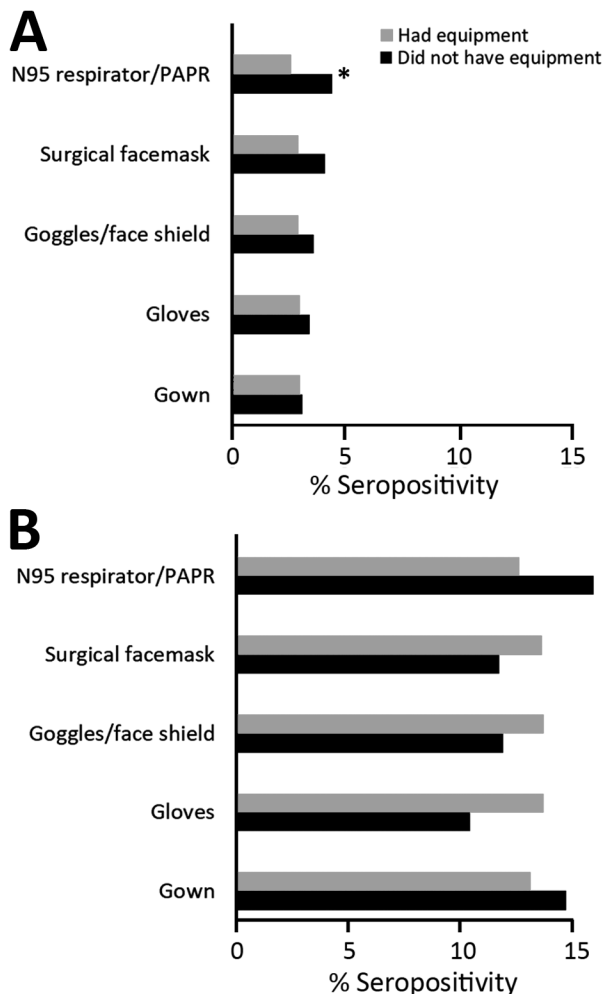 A
Had equipment
Did not have equipment
N95 respirator/PAPR
*
Surgical facemask
Goggles/face shield
Gloves
Gown
0 5 10 15
% Seropositivity
B
N95 respirator/PAPR
Surgical facemask
Goggles/face shield
Gloves
Gown
0 5 10 15
% Seropositivity